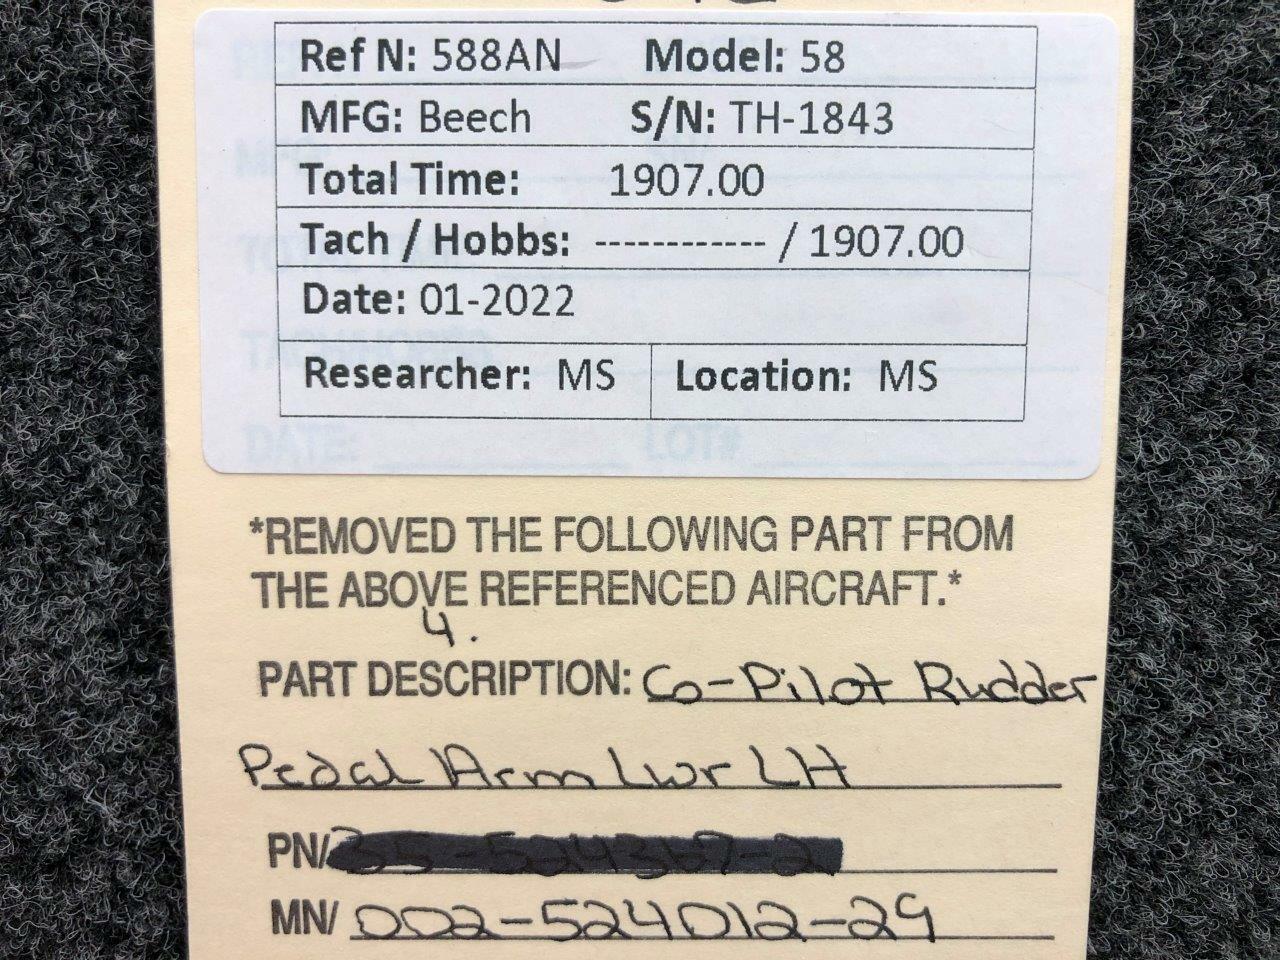 Ref N: 588AN Model: 58
MFG: Beech S/N: TH-1843
Total Time: 1907.00
Tach / Hobbs: ------------ / 1907.00
Date: 01-2022
Researcher: MS Location: MS
DATE: LOT#
*REMOVED THE FOLLOWING PART FROM
THE ABOVE REFERENCED AIRCRAFT.*
4.
PART DESCRIPTION: Co-Pilot Rudder
Pedal Arm Lwr LH
PN/
MN/ 002-524012-29